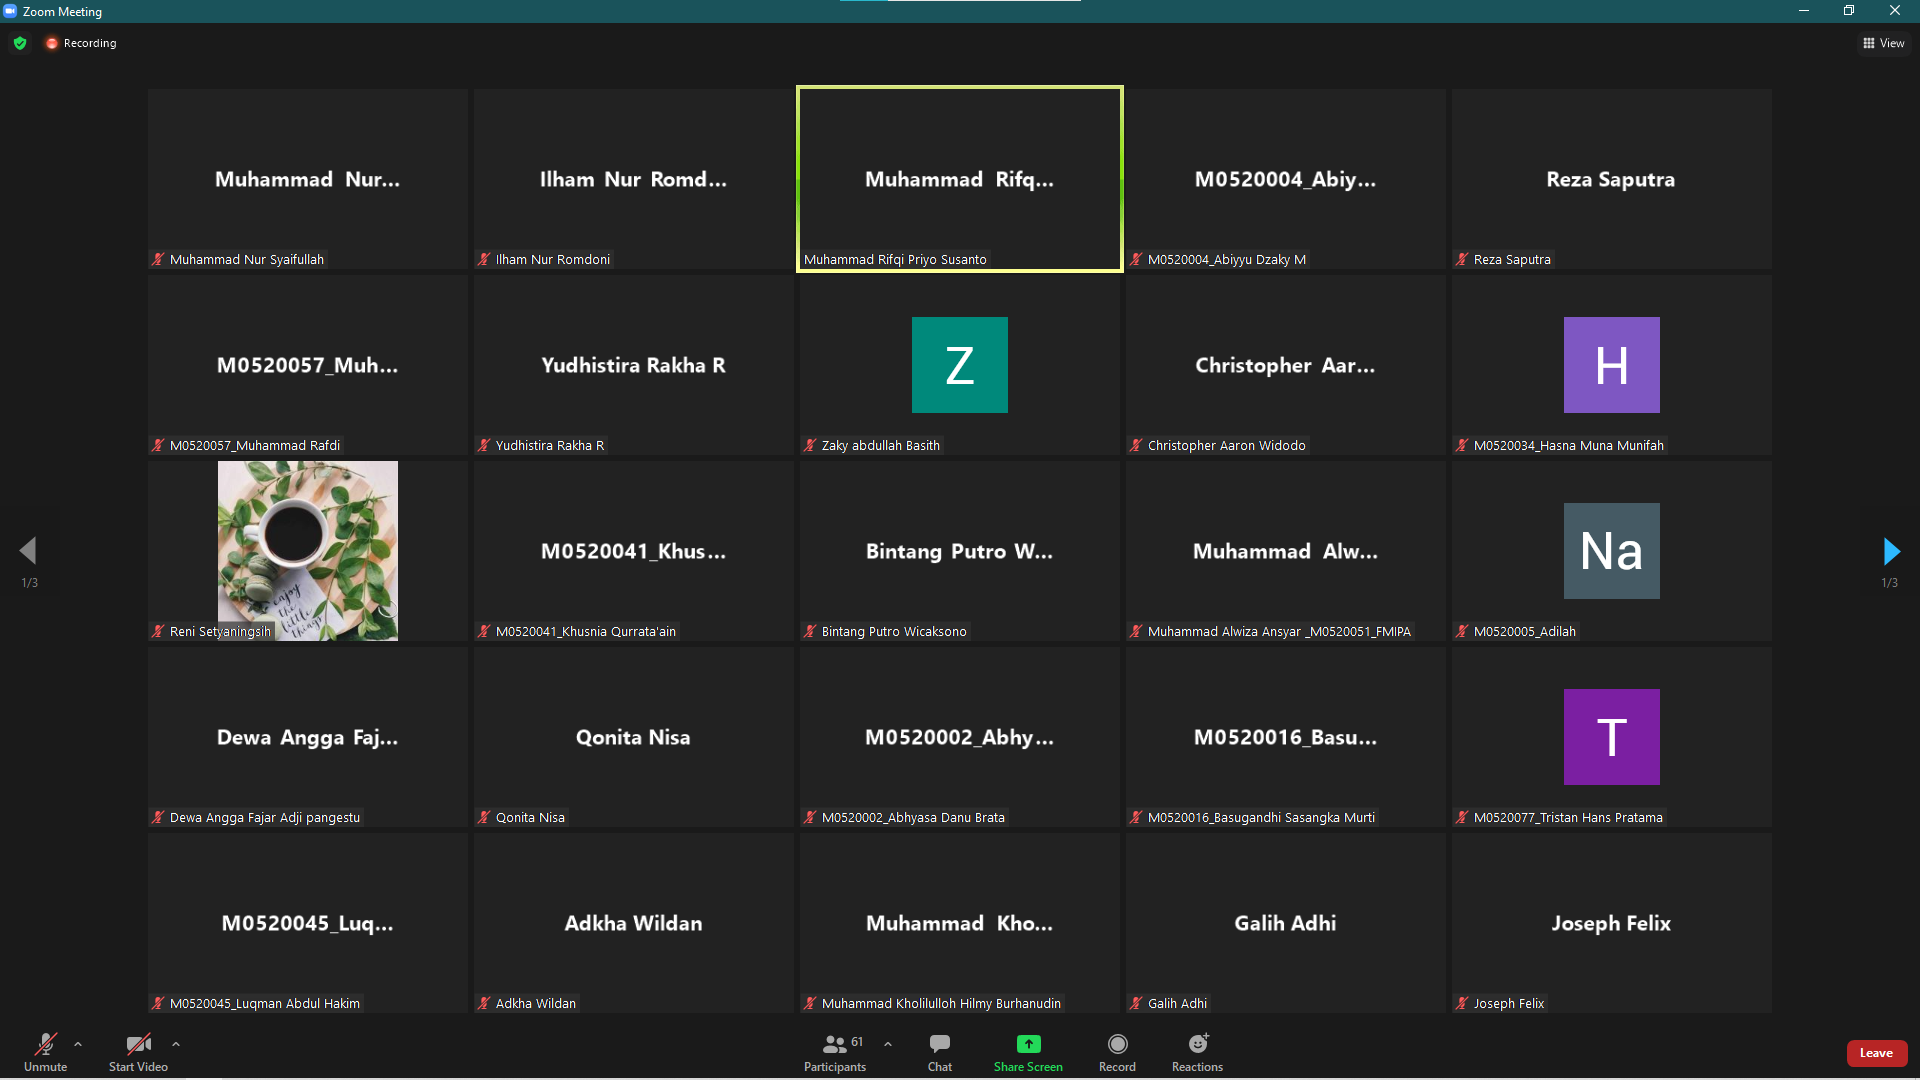 Zoom Meeting
Recording
View
Muhammad Nur...
Muhammad Nur Syaifullah
Ilham Nur Romd...
Ilham Nur Romdoni
Muhammad Rifq...
Muhammad Rifqi Priyo Susanto
M0520004_Abiy...
M0520004_Abiyyu Dzaky M
Reza Saputra
Reza Saputra
M0520057_Muh...
M0520057_Muhammad Rafdi
Yudhistira Rakha R
Yudhistira Rakha R
Z
Zaky abdullah Basith
Christopher Aar...
Christopher Aaron Widodo
H
M0520034_Hasna Muna Munifah
1/3
enjoy
the
little
things
Reni Setyaningsih
M0520041_Khus...
M0520041_Khusnia Qurrata'ain
Bintang Putro W...
Bintang Putro Wicaksono
Muhammad Alw...
Muhammad Alwiza Ansyar _M0520051_FMIPA
Na
M0520005_Adilah
1/3
Dewa Angga Faj...
Dewa Angga Fajar Adji pangestu
Qonita Nisa
Qonita Nisa
M0520002_Abhy...
M0520002_Abhyasa Danu Brata
M0520016_Basu...
M0520016_Basugandhi Sasangka Murti
T
M0520077_Tristan Hans Pratama
M0520045_Luq...
M0520045_Luqman Abdul Hakim
Adkha Wildan
Adkha Wildan
Muhammad Kho...
Muhammad Kholilulloh Hilmy Burhanudin
Galih Adhi
Galih Adhi
Joseph Felix
Joseph Felix
Unmute
Start Video
61
Participants
Chat
Share Screen
Record
Reactions
Leave